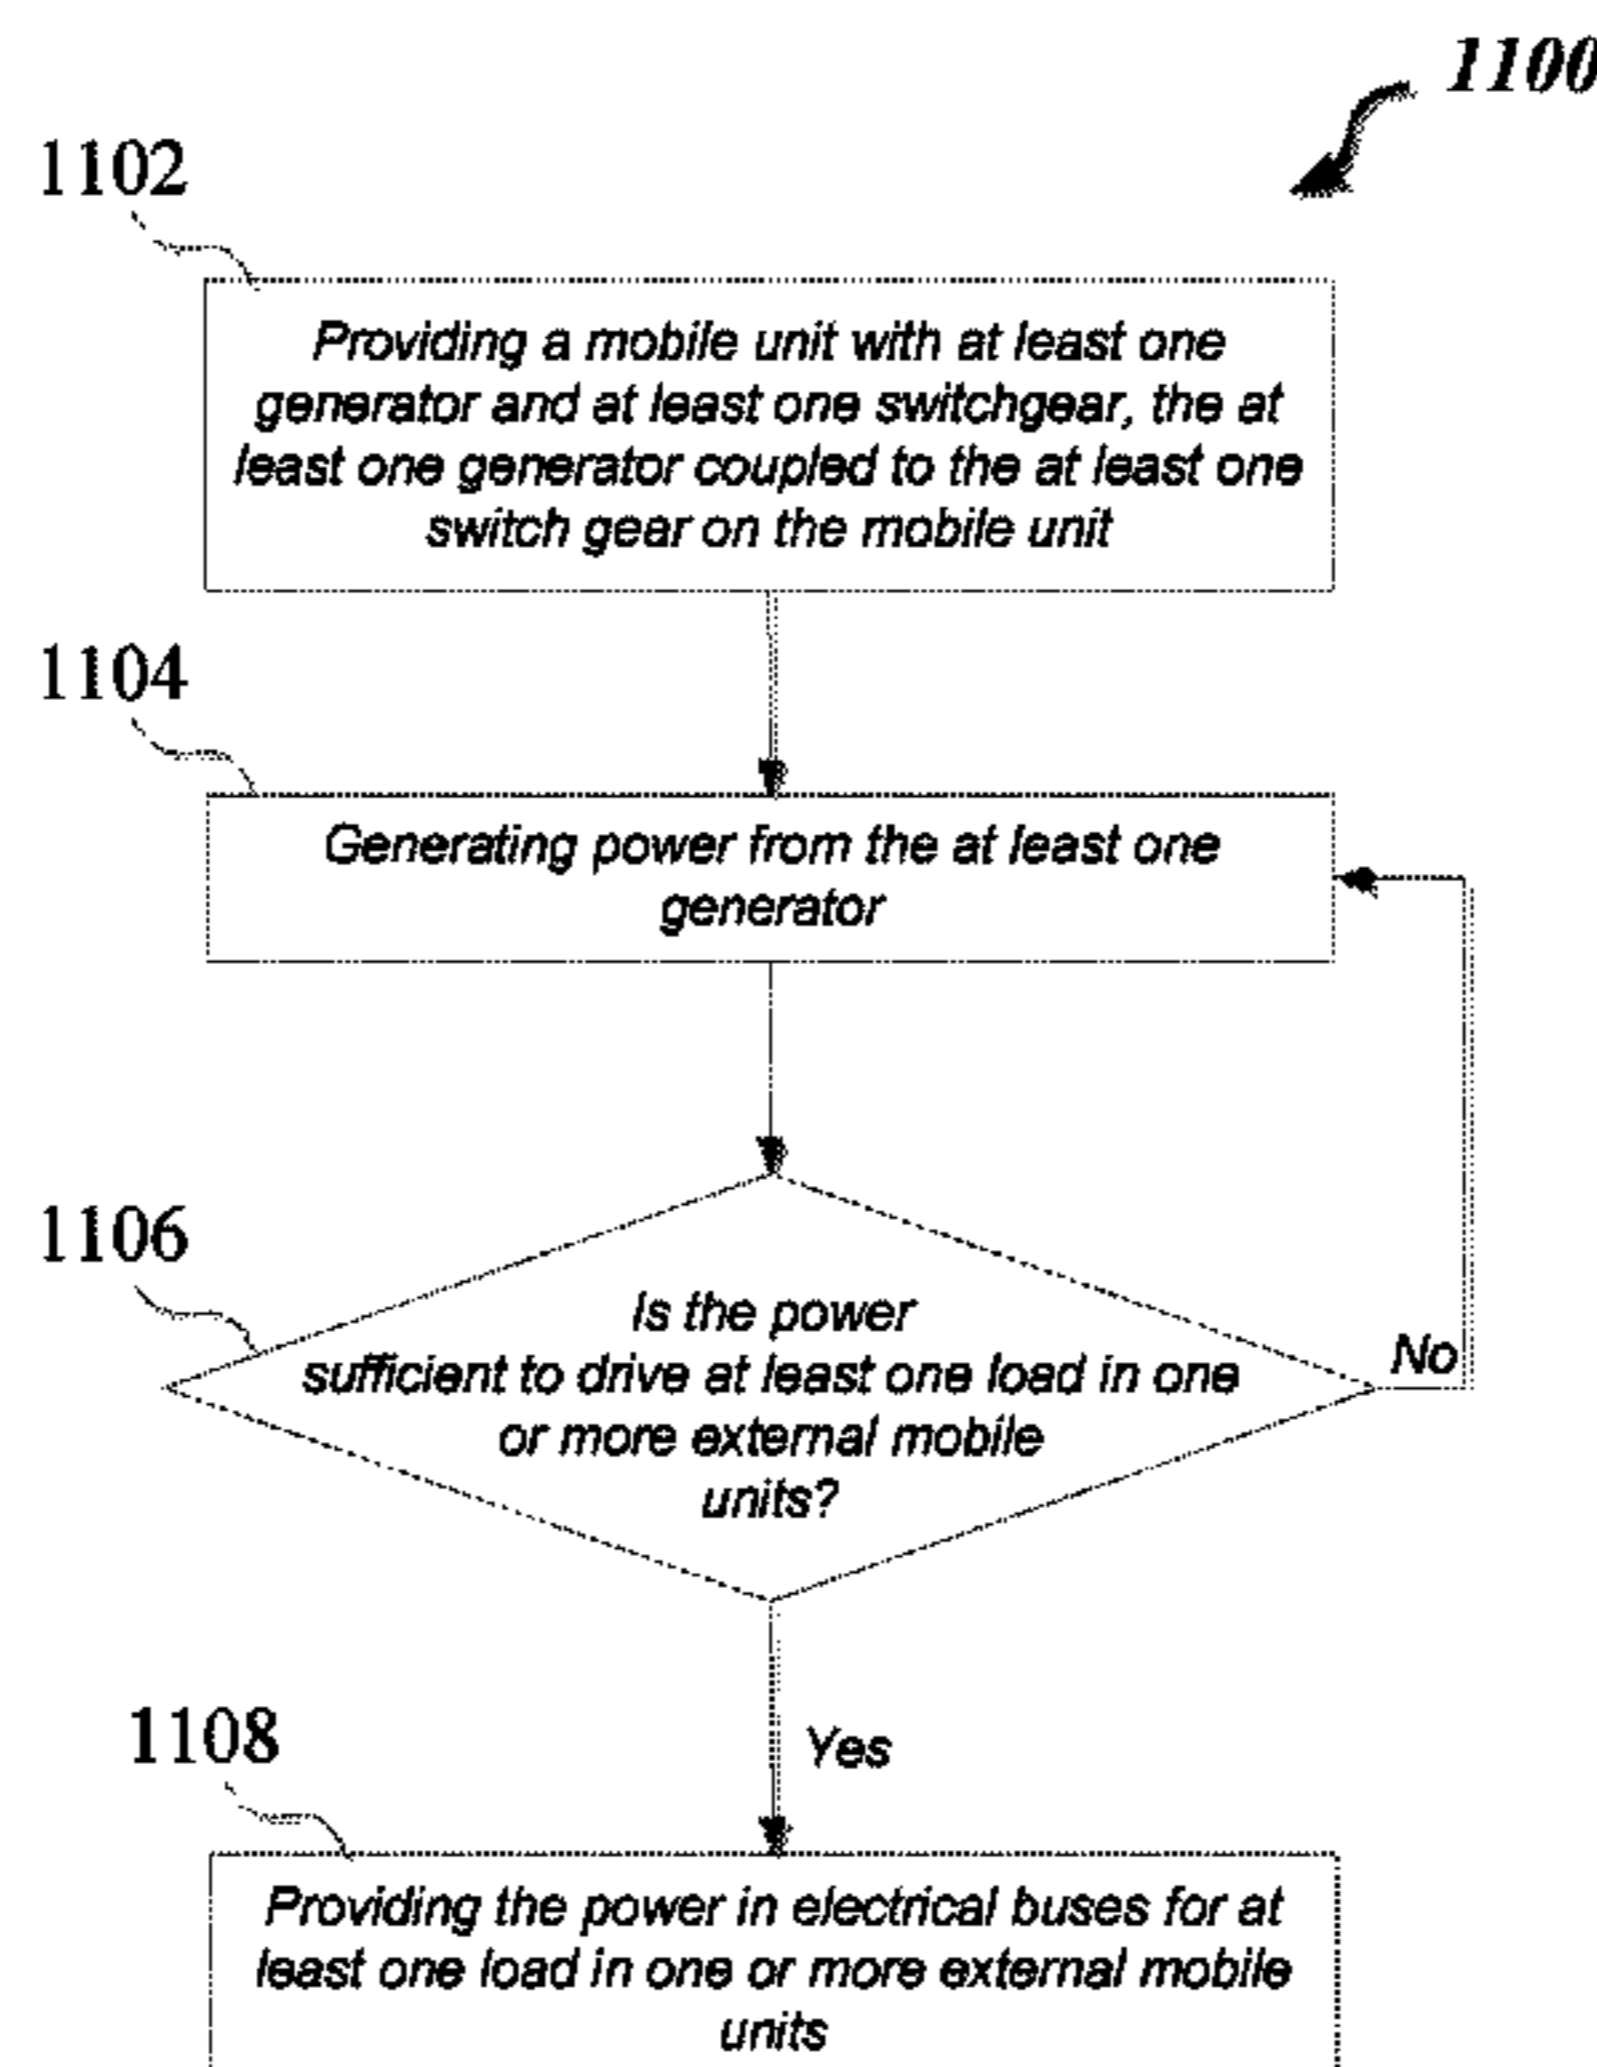 1100
1102
Providing a mobile unit with at least one
generator and at least one switchgear, the at
least one generator coupled to the at least one
switch gear on the mobile unit
1104
Generating power from the at least one
generator
1106
Is the power
sufficient to drive at least one load in one
or more external mobile
units?
No
Yes
1108
Providing the power in electrical buses for at
least one load in one or more external mobile
units